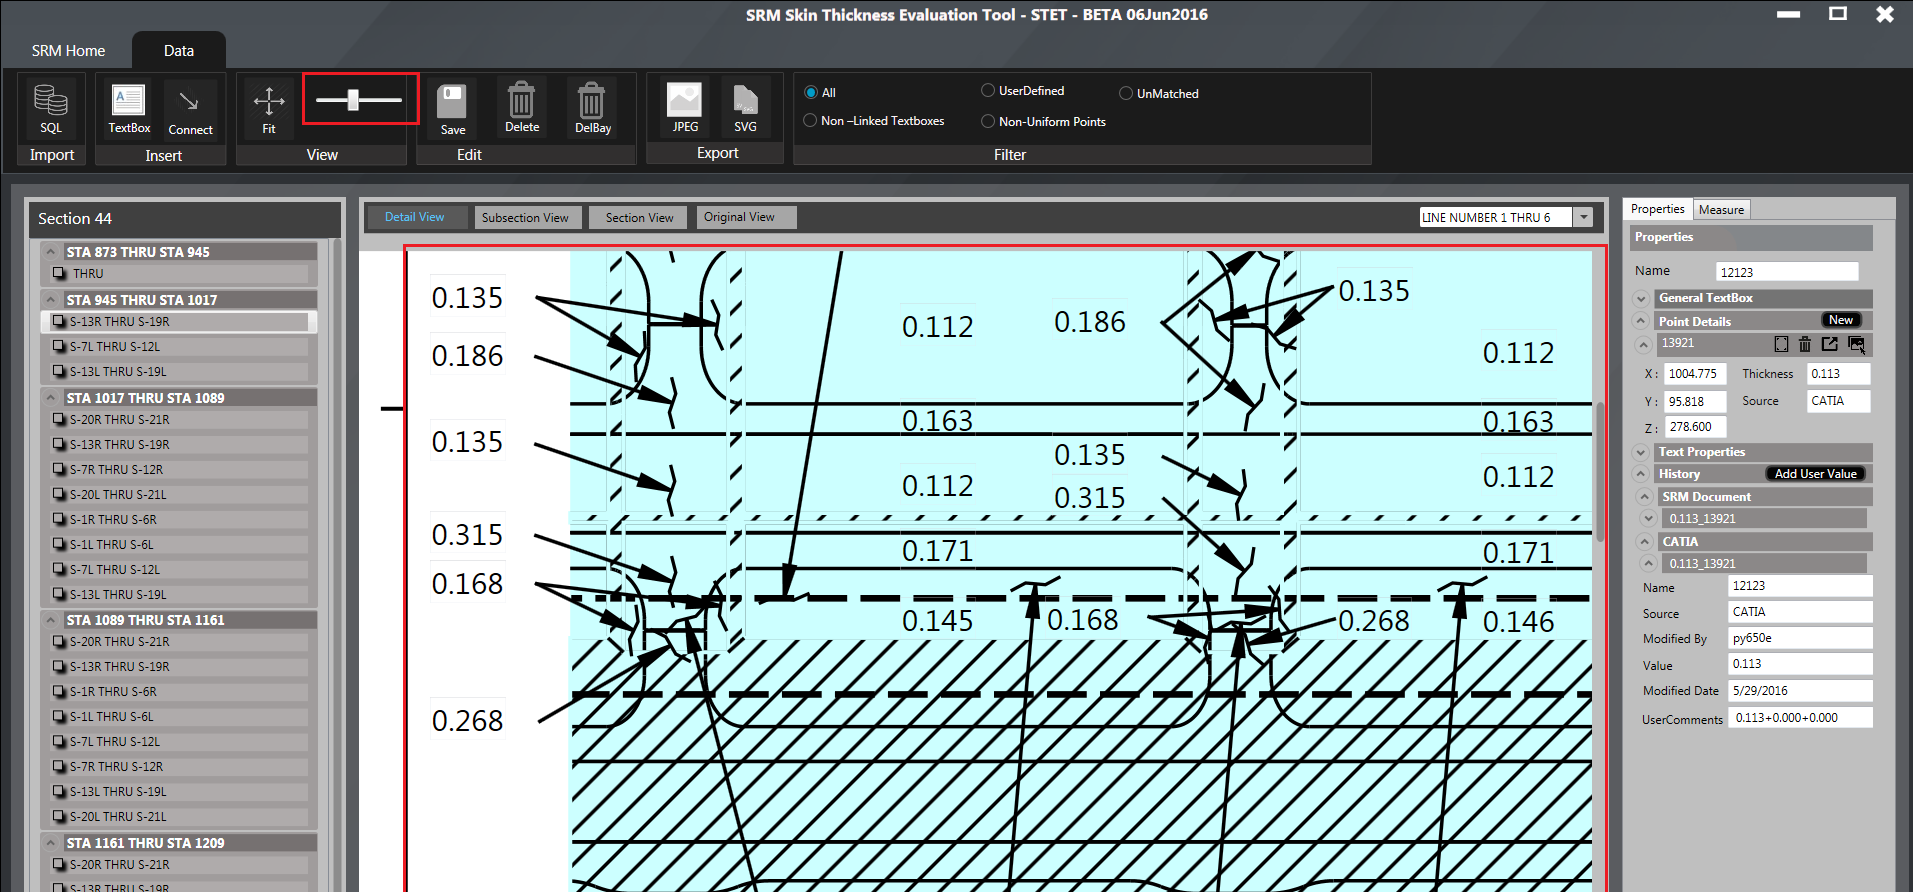 SRM Skin Thickness Evaluation Tool - STET - BETA 06Jun2016
SRM Home
Data
SQL
Import
TextBox
Connect
Insert
Fit
View
Save
Delete
DelBay
Edit
JPEG
SVG
Export
All
UserDefined
UnMatched
Non –Linked Textboxes
Non-Uniform Points
Filter
Section 44
STA 873 THRU STA 945
THRU
STA 945 THRU STA 1017
S-13R THRU S-19R
S-7L THRU S-12L
S-13L THRU S-19L
STA 1017 THRU STA 1089
S-20R THRU S-21R
S-13R THRU S-19R
S-7R THRU S-12R
S-20L THRU S-21L
S-1R THRU S-6R
S-1L THRU S-6L
S-7L THRU S-12L
S-13L THRU S-19L
STA 1089 THRU STA 1161
S-20R THRU S-21R
S-13R THRU S-19R
S-1R THRU S-6R
S-1L THRU S-6L
S-7L THRU S-12L
S-7R THRU S-12R
S-13L THRU S-19L
S-20L THRU S-21L
STA 1161 THRU STA 1209
S-20R THRU S-21R
S-13R THRU S-19R
Detail View
Subsection View
Section View
Original View
LINE NUMBER 1 THRU 6
0.135
0.112
0.186
0.135
0.186
0.112
0.163
0.163
0.135
0.135
0.112
0.315
0.112
0.315
0.171
0.171
0.168
0.145
0.168
0.268
0.146
0.268
Properties
Measure
Properties
Name
12123
General TextBox
Point Details
New
13921
X :
1004.775
Thickness
0.113
Y :
95.818
Source
CATIA
Z :
278.600
Text Properties
History
Add User Value
SRM Document
0.113_13921
CATIA
0.113_13921
Name
12123
Source
CATIA
Modified By
py650e
Value
0.113
Modified Date
5/29/2016
UserComments
0.113+0.000+0.000